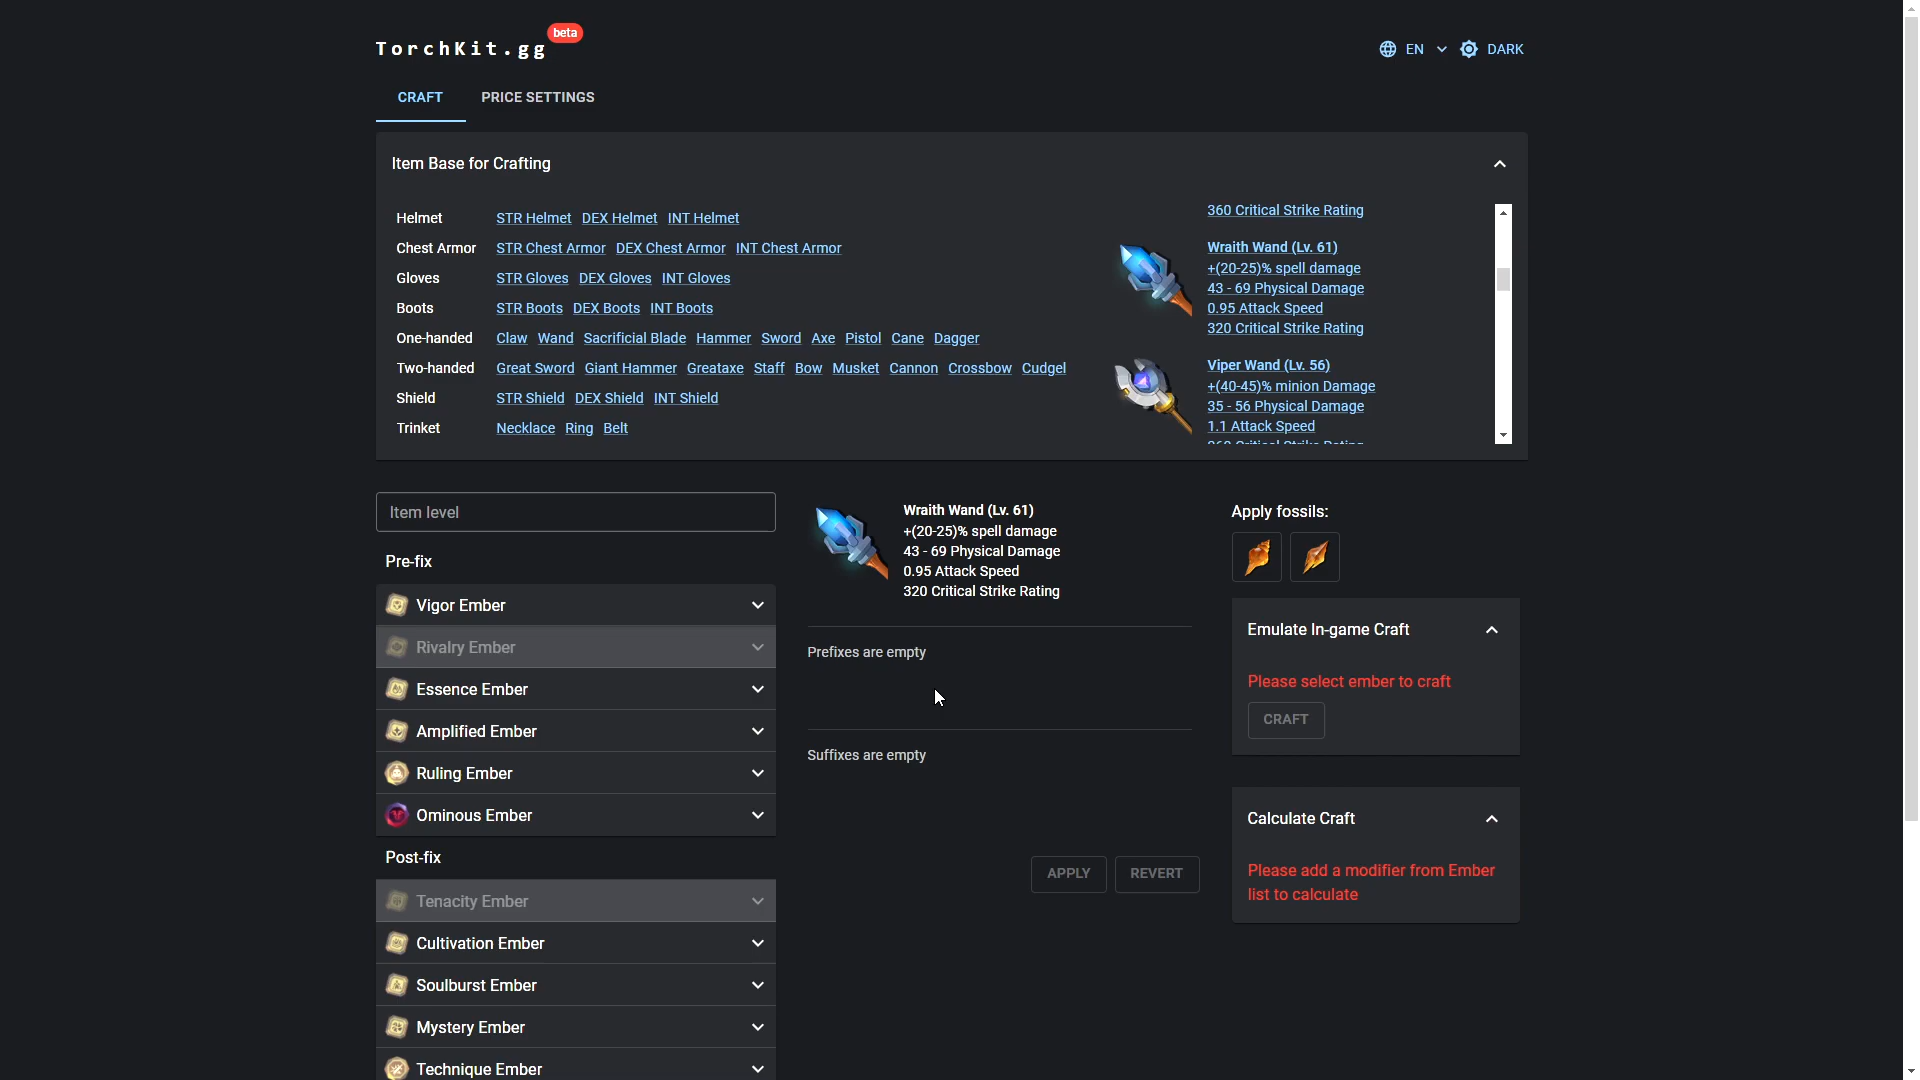 TorchKit.gg beta
EN DARK
CRAFT PRICE SETTINGS
Item Base for Crafting
Helmet STR Helmet DEX Helmet INT Helmet
Chest Armor STR Chest Armor DEX Chest Armor INT Chest Armor
Gloves STR Gloves DEX Gloves INT Gloves
Boots STR Boots DEX Boots INT Boots
One-handed Claw Wand Sacrificial Blade Hammer Sword Axe Pistol Cane Dagger
Two-handed Great Sword Giant Hammer Greataxe Staff Bow Musket Cannon Crossbow Cudgel
Shield STR Shield DEX Shield INT Shield
Trinket Necklace Ring Belt
360 Critical Strike Rating
Wraith Wand (Lv. 61)
+(20-25)% spell damage
43 - 69 Physical Damage
0.95 Attack Speed
320 Critical Strike Rating
Viper Wand (Lv. 56)
+(40-45)% minion Damage
35 - 56 Physical Damage
1.1 Attack Speed
Item level
Pre-fix
Vigor Ember
Rivalry Ember
Essence Ember
Amplified Ember
Ruling Ember
Ominous Ember
Post-fix
Tenacity Ember
Cultivation Ember
Soulburst Ember
Mystery Ember
Technique Ember
Wraith Wand (Lv. 61)
+(20-25)% spell damage
43 - 69 Physical Damage
0.95 Attack Speed
320 Critical Strike Rating
Prefixes are empty
Suffixes are empty
APPLY REVERT
Apply fossils:
Emulate In-game Craft
Please select ember to craft
CRAFT
Calculate Craft
Please add a modifier from Ember
list to calculate